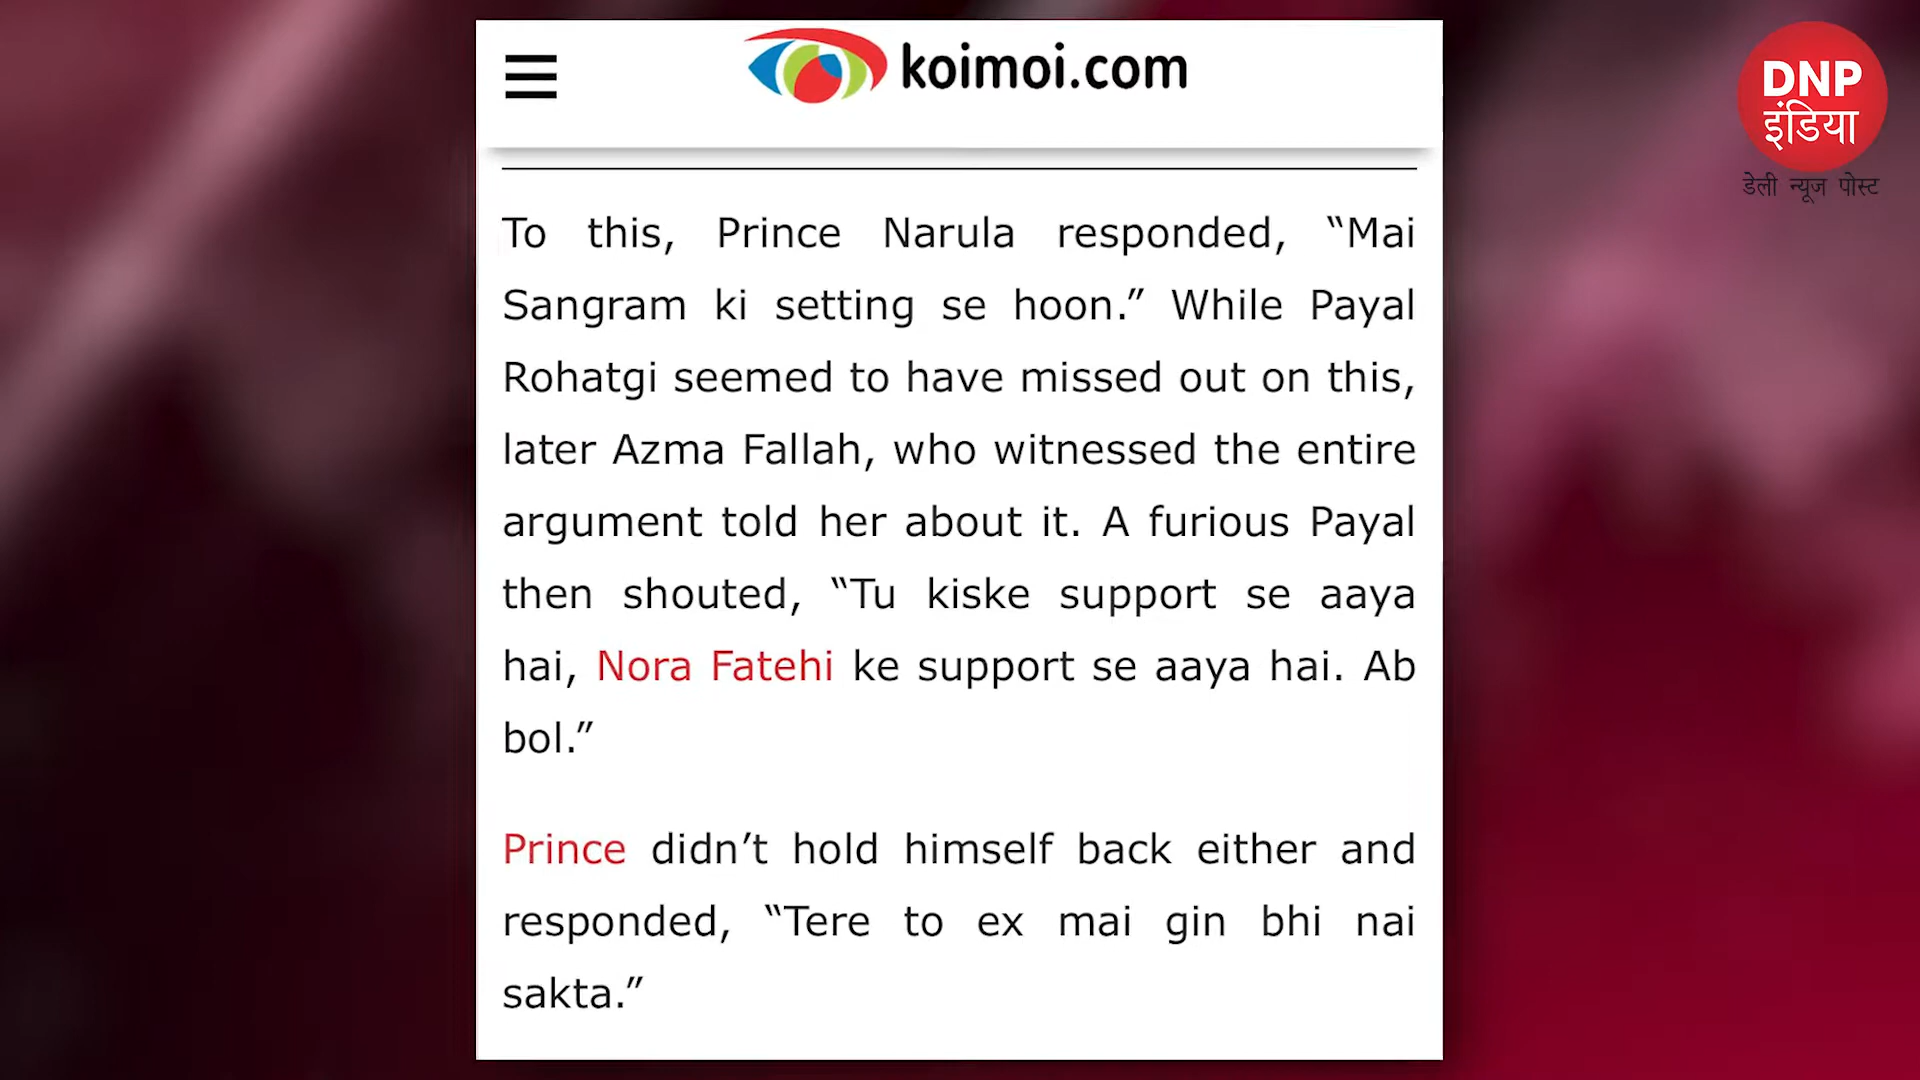 koimoi.com
DNP
इंडिया
डेली न्यूज पोस्ट
To this, Prince Narula responded, “Mai
Sangram ki setting se hoon.” While Payal
Rohatgi seemed to have missed out on this,
later Azma Fallah, who witnessed the entire
argument told her about it. A furious Payal
then shouted, “Tu kiske support se aaya
hai, Nora Fatehi ke support se aaya hai. Ab
bol.”
Prince didn’t hold himself back either and
responded, “Tere to ex mai gin bhi nai
sakta.”